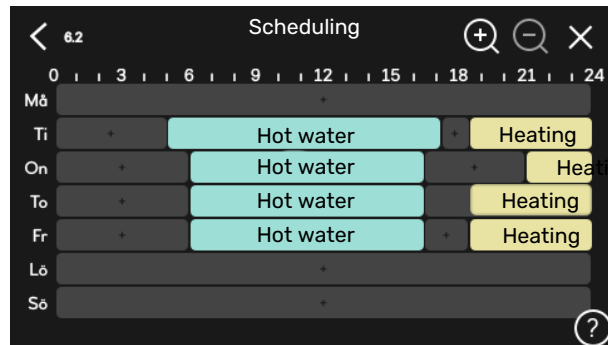 6.2 Scheduling
0 3 6 9 12 15 18 21 24
Må +
Ti + Hot water + Heating
On + Hot water + Heati
To + Hot water Heating
Fr + Hot water + Heating
Lö +
Sö +
?